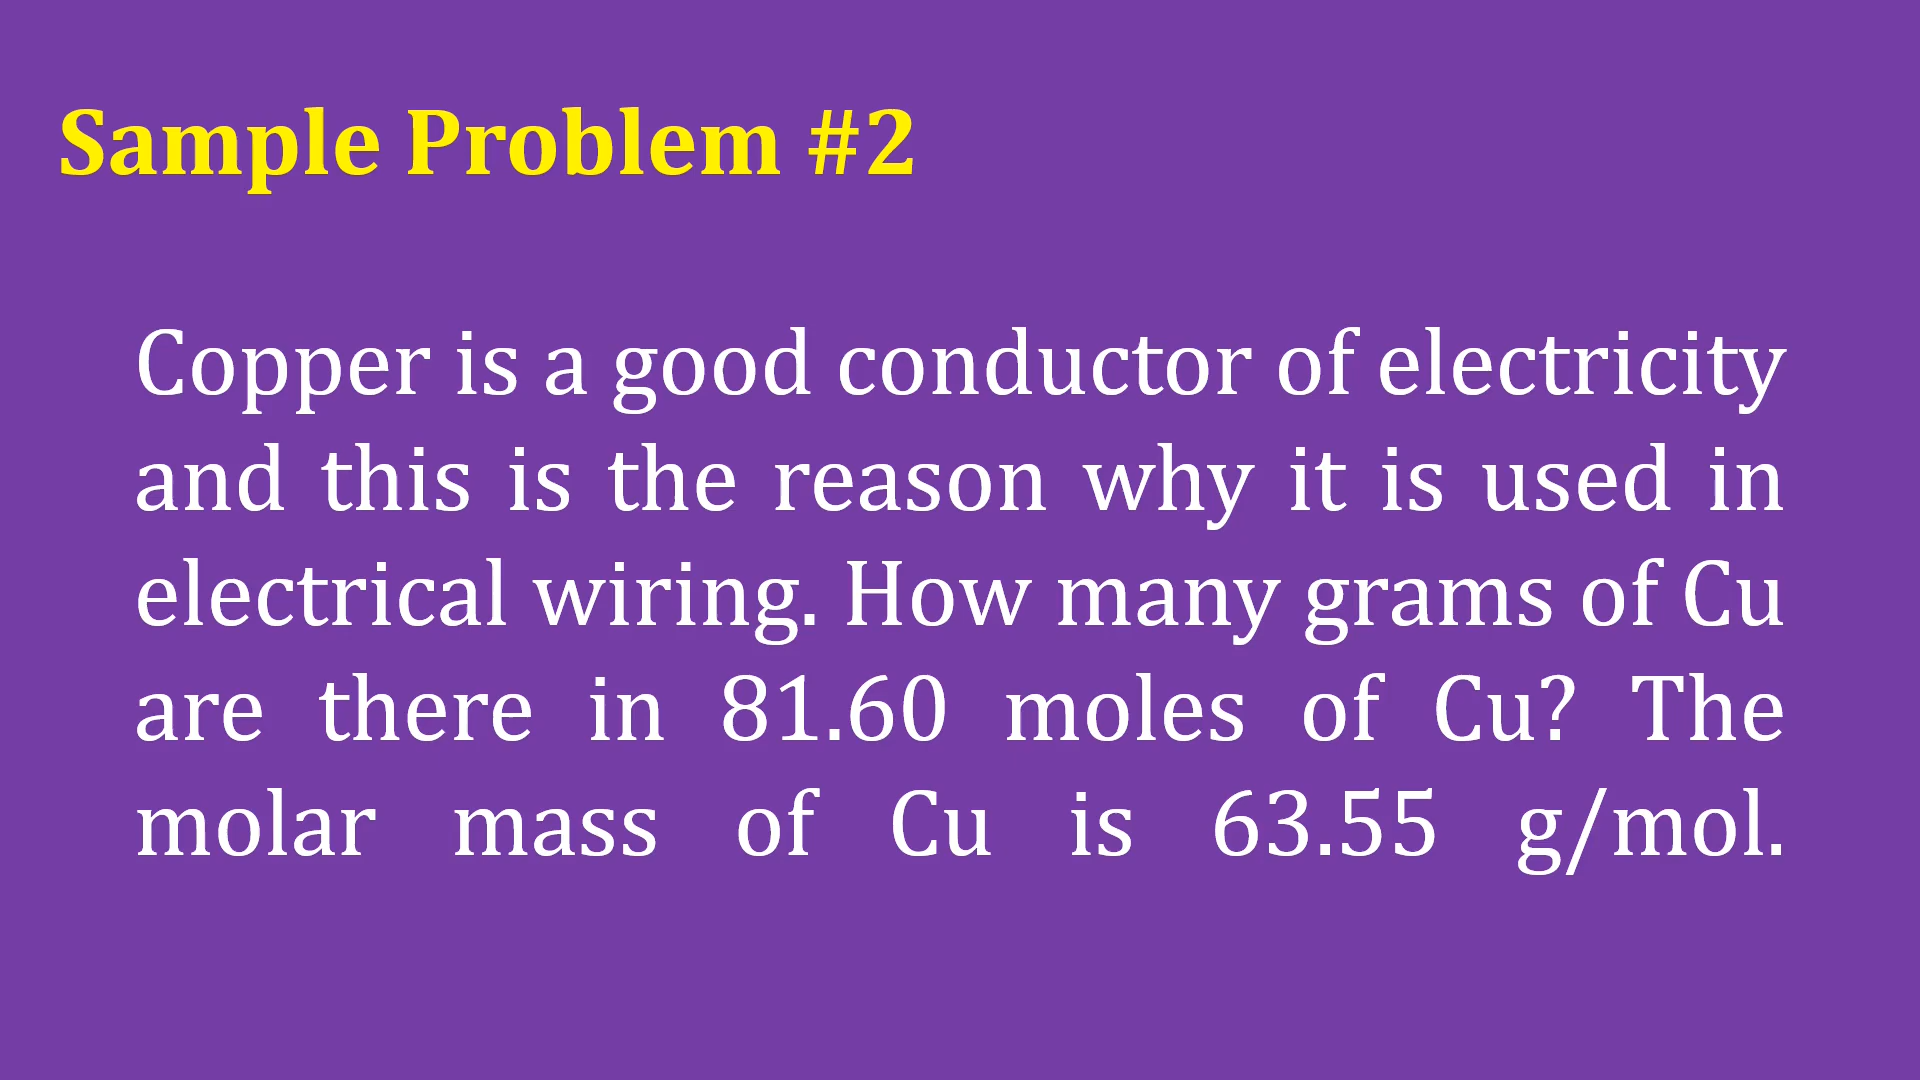 Sample Problem #2
Copper is a good conductor of electricity
and this is the reason why it is used in
electrical wiring. How many grams of Cu
are there in 81.60 moles of Cu? The
molar mass of Cu is 63.55 g/mol.